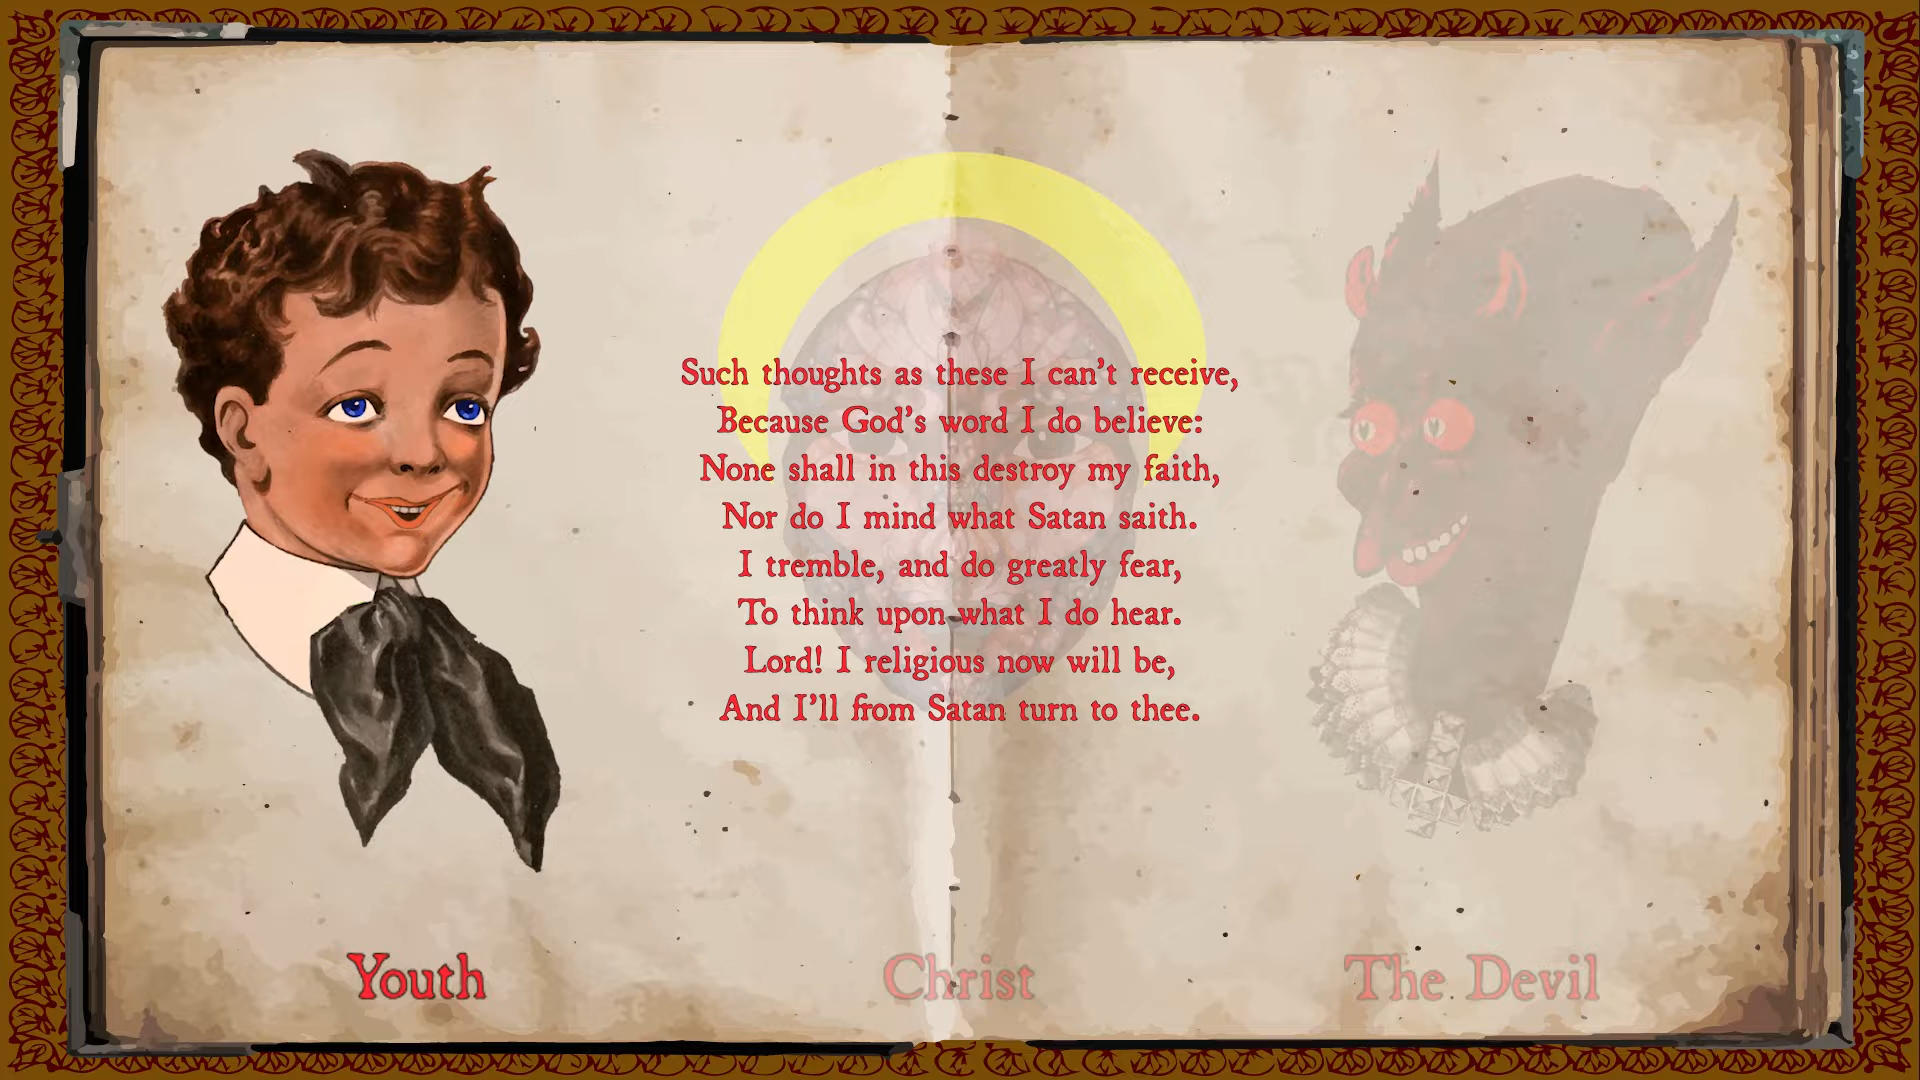 Such thoughts as these I can't receive,
Because God's word I do believe:
None shall in this destroy my faith,
Nor do I mind what Satan saith.
I tremble, and do greatly fear,
To think upon what I do hear.
Lord! I religious now will be,
And I'll from Satan turn to thee.
Youth
Christ
The Devil